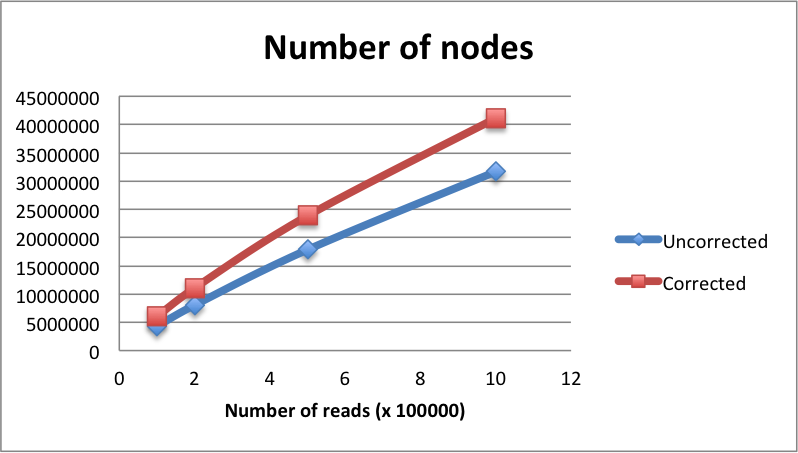 Number of nodes
45000000
40000000
35000000
30000000
25000000
20000000
15000000
10000000
5000000
0
0 2 4 6 8 10 12
Number of reads (x 100000)
Uncorrected
Corrected